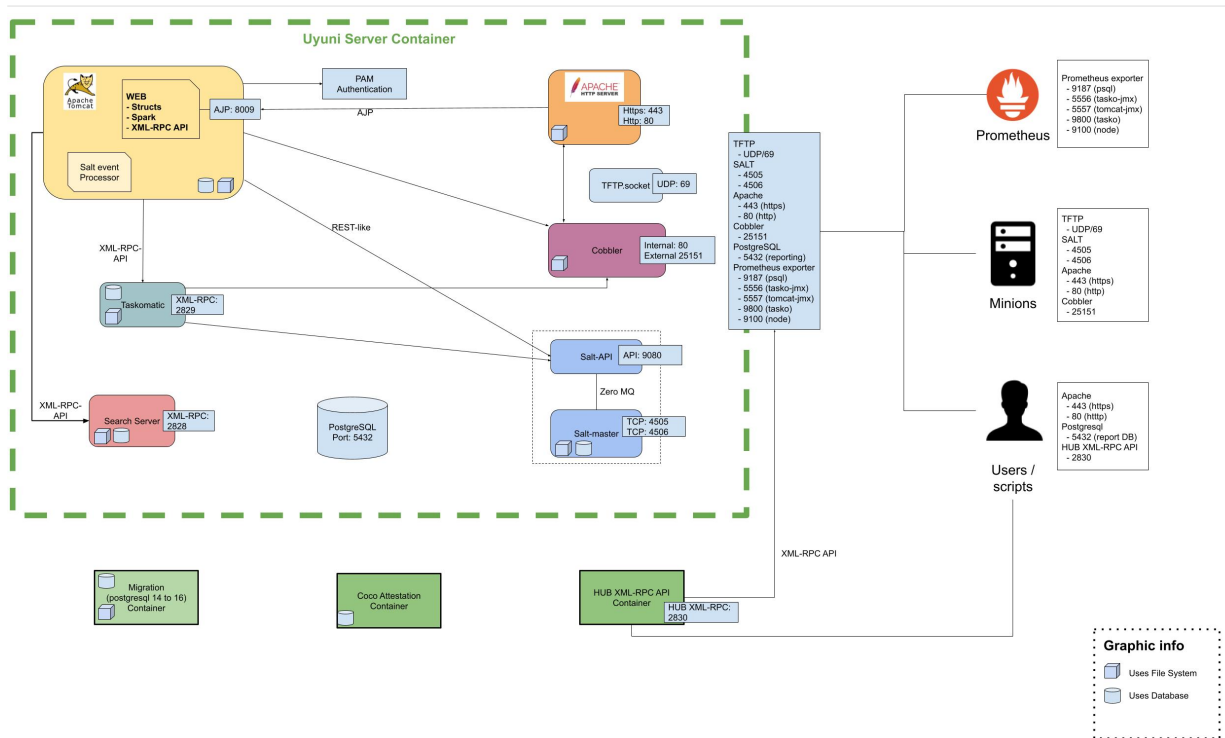 Uyuni Server Container
Apache
Tomcat
WEB
- Structs
- Spark
- XML-RPC API
AJP: 8009
PAM
Authentication
AJP
APACHE
HTTP SERVER
Https: 443
Http: 80
Salt event
Processor
TFTP.socket
UDP: 69
REST-like
XML-RPC-
API
Cobbler
Internal: 80
External 25151
Taskomatic
XML-RPC:
2829
Salt-API
API: 9080
Zero MQ
XML-RPC-
API
Search Server
XML-RPC:
2828
PostgreSQL
Port: 5432
Salt-master
TCP: 4505
TCP: 4506
TFTP
- UDP/69
SALT
- 4505
- 4506
Apache
- 443 (https)
- 80 (http)
Cobbler
- 25151
PostgreSQL
- 5432 (reporting)
Prometheus exporter
- 9187 (psql)
- 5556 (tasko-jmx)
- 5557 (tomcat-jmx)
- 9800 (tasko)
- 9100 (node)
Prometheus
Prometheus exporter
- 9187 (psql)
- 5556 (tasko-jmx)
- 5557 (tomcat-jmx)
- 9800 (tasko)
- 9100 (node)
Minions
TFTP
- UDP/69
SALT
- 4505
- 4506
Apache
- 443 (https)
- 80 (http)
Cobbler
- 25151
Users /
scripts
Apache
- 443 (https)
- 80 (htttp)
Postgresql
- 5432 (report DB)
HUB XML-RPC API
- 2830
XML-RPC API
Migration
(postgresql 14 to 16)
Container
Coco Attestation
Container
HUB XML-RPC API
Container
HUB XML-RPC:
2830
Graphic info
Uses File System
Uses Database